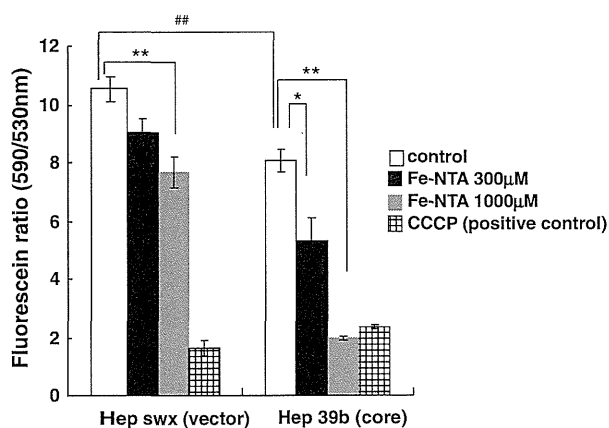 ##
**
**
*
12
10
8
6
4
2
0
Fluorescein ratio (590/530nm)
control
Fe-NTA 300μM
Fe-NTA 1000μM
CCCP (positive control)
Hep swx (vector)
Hep 39b (core)